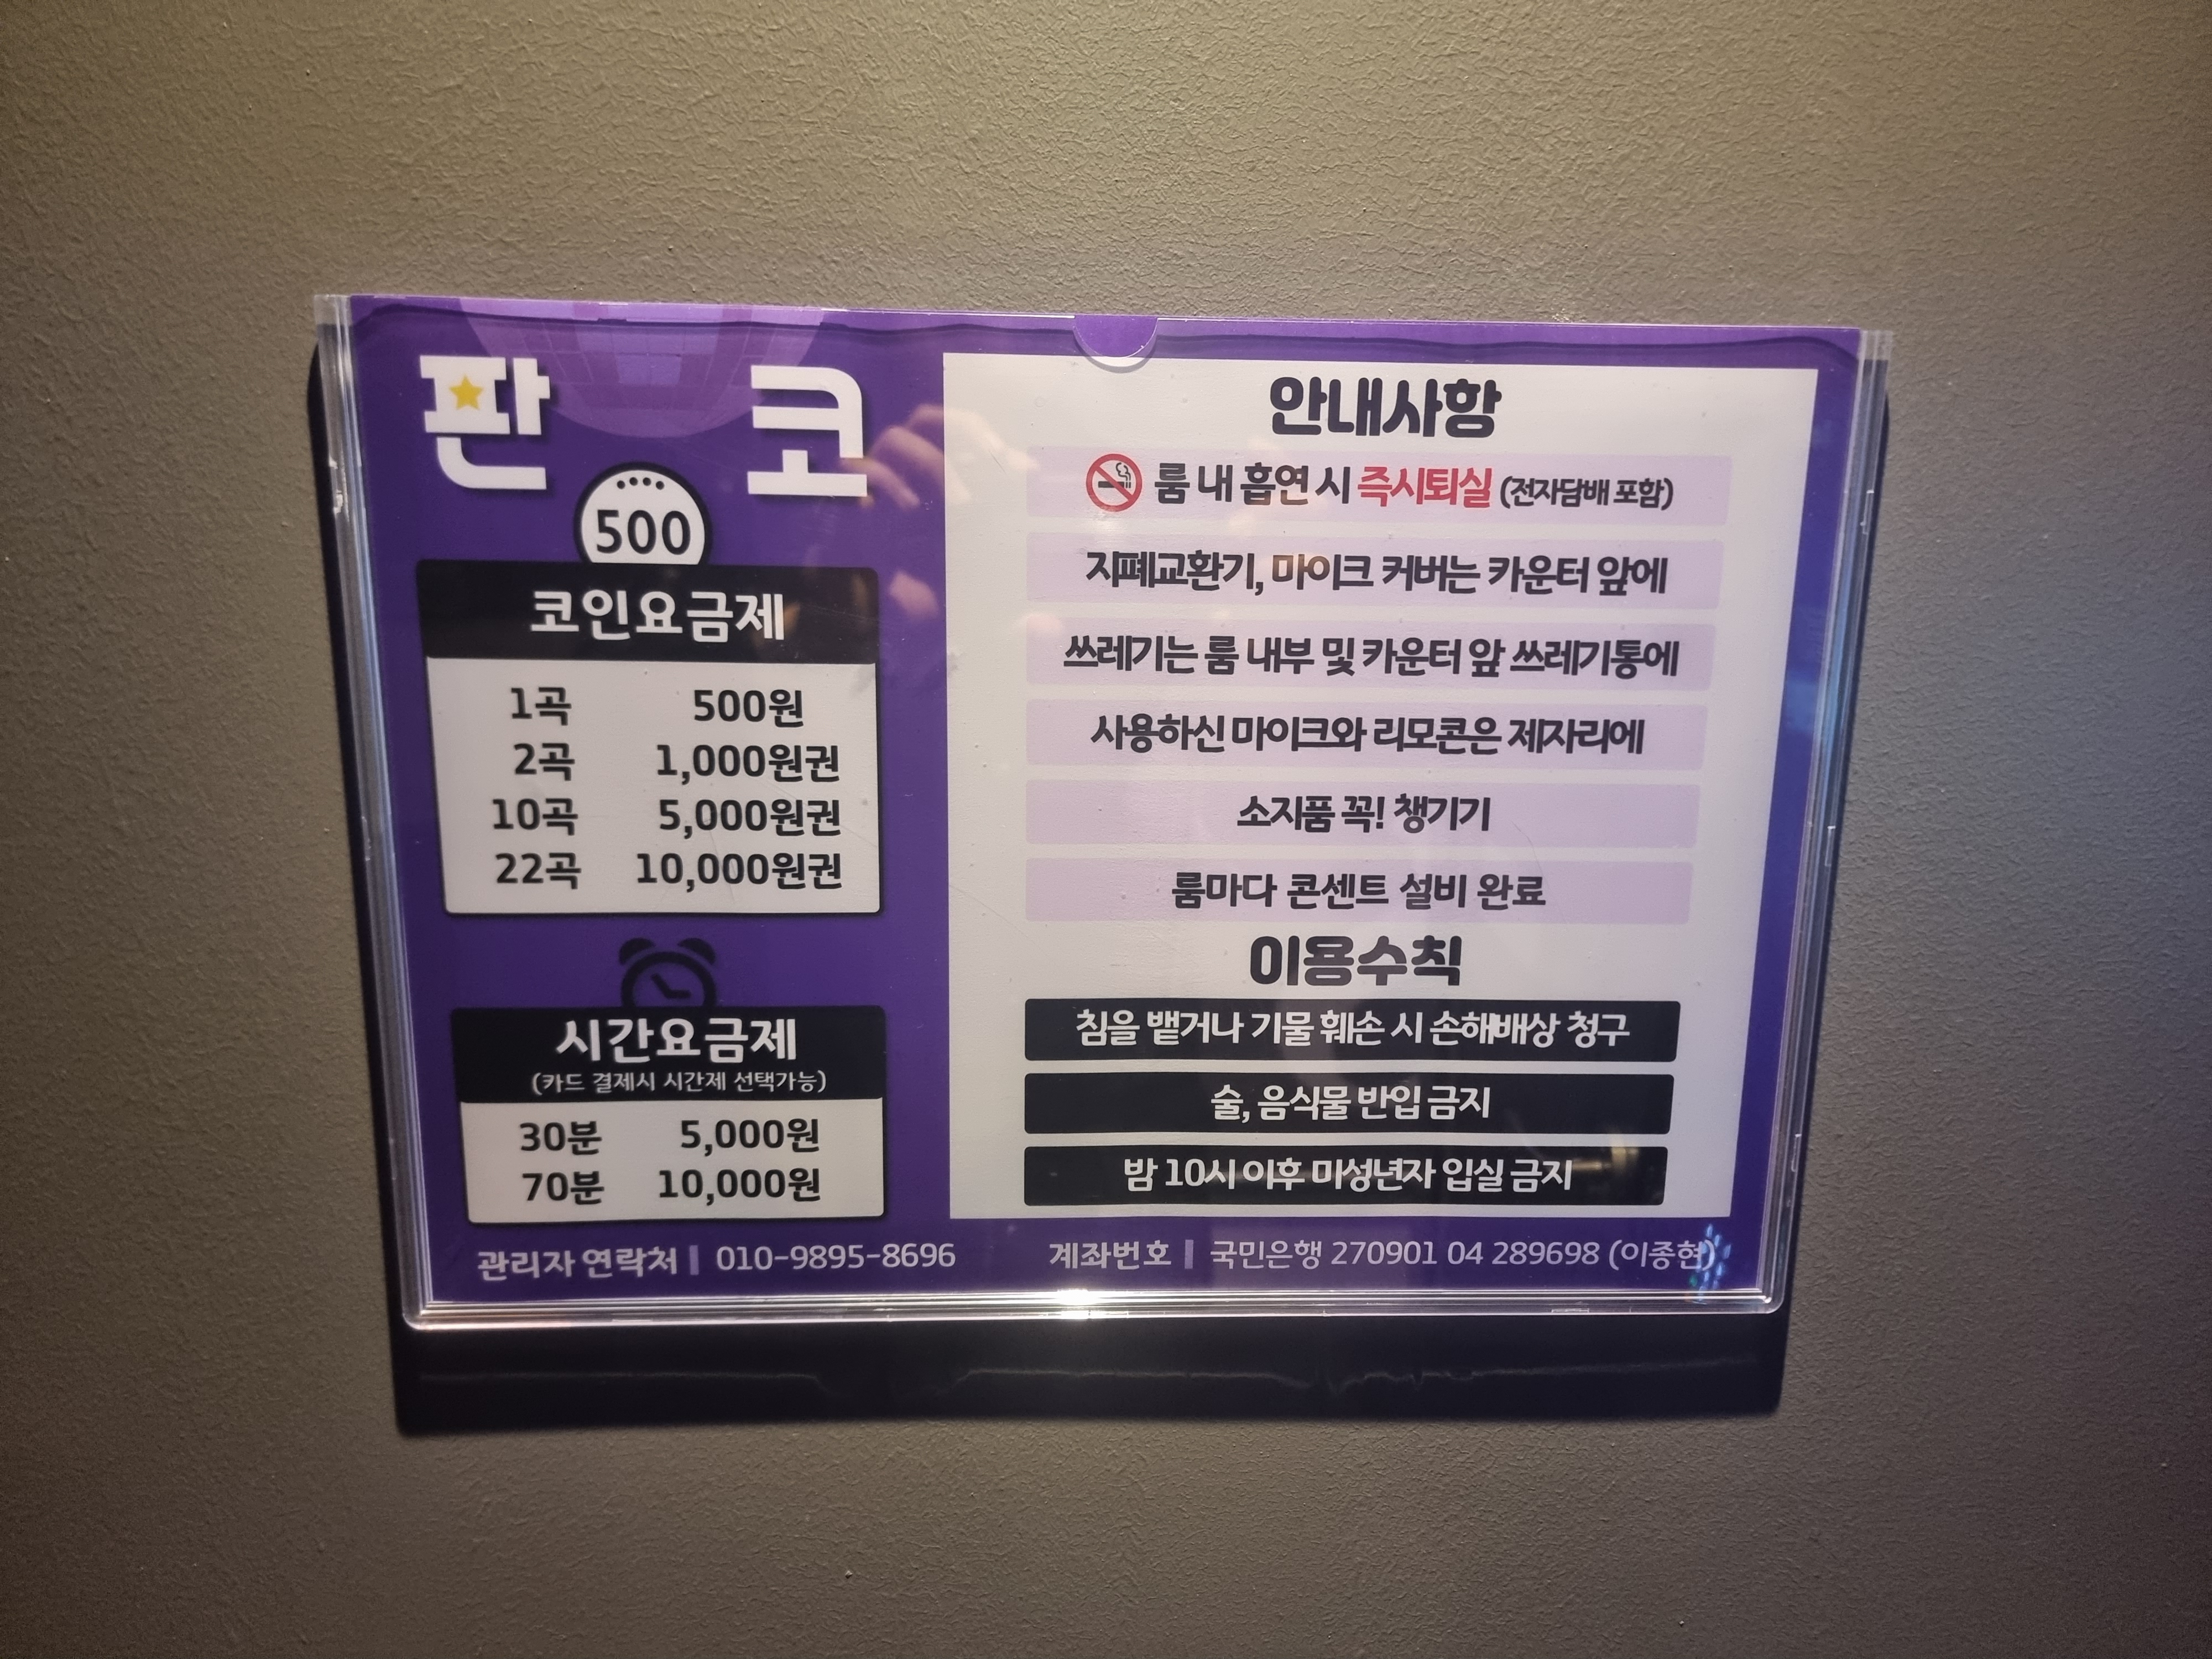 판 코
500
코인요금제
1곡 500원
2곡 1,000원권
10곡 5,000원권
22곡 10,000원권
시간요금제
(카드 결제시 시간제 선택가능)
30분 5,000원
70분 10,000원
안내사항
룸 내 흡연 시 즉시퇴실 (전자담배 포함)
지폐교환기, 마이크 커버는 카운터 앞에
쓰레기는 룸 내부 및 카운터 앞 쓰레기통에
사용하신 마이크와 리모콘은 제자리에
소지품 꼭! 챙기기
룸마다 콘센트 설비 완료
이용수칙
침을 뱉거나 기물 훼손 시 손해배상 청구
술, 음식물 반입 금지
밤 10시 이후 미성년자 입실 금지
관리자 연락처 | 010-9895-8696
계좌번호 | 국민은행 270901 04 289698 (이종현)